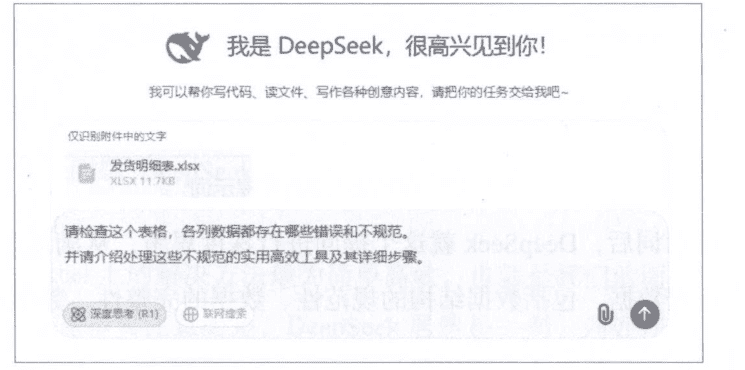 我是 DeepSeek，很高兴见到你！
我可以帮你写代码、读文件、写作各种创意内容，请把你的任务交给我吧~
仅识别附件中的文字
发货明细表.xlsx
XLSX 11.7KB
请检查这个表格，各列数据都存在哪些错误和不规范。
并请介绍处理这些不规范的实用高效工具及其详细步骤。
深度思考 (R1)
联网搜索